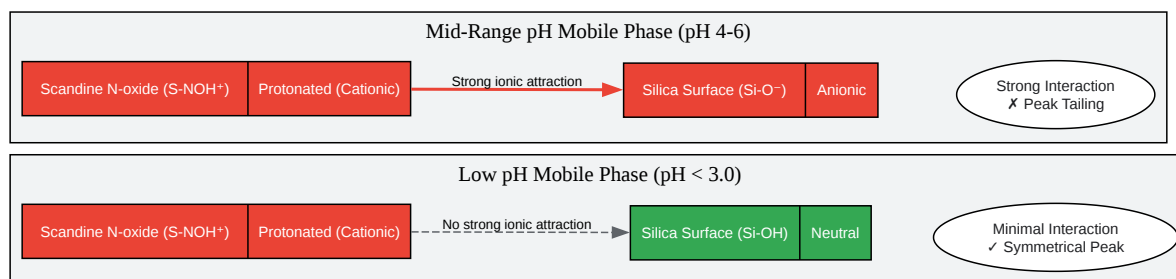 Mid-Range pH Mobile Phase (pH 4-6)
Scandine N-oxide (S-NOH⁺) Protonated (Cationic) Strong ionic attraction Silica Surface (Si-O⁻) Anionic
Strong Interaction
✗ Peak Tailing
Low pH Mobile Phase (pH < 3.0)
Scandine N-oxide (S-NOH⁺) Protonated (Cationic) No strong ionic attraction Silica Surface (Si-OH) Neutral
Minimal Interaction
✓ Symmetrical Peak